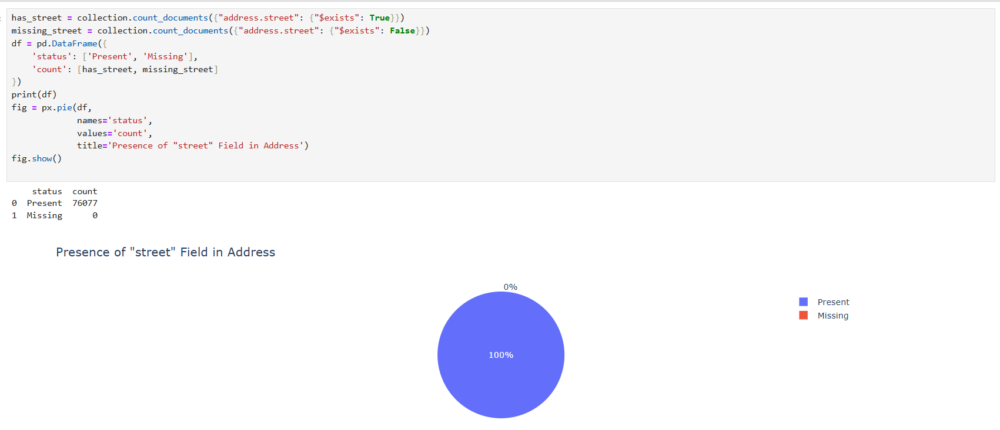 has_street = collection.count_documents({"address.street": {"$exists": True}})
missing_street = collection.count_documents({"address.street": {"$exists": False}})
df = pd.DataFrame({
    'status': ['Present', 'Missing'],
    'count': [has_street, missing_street]
})
print(df)
fig = px.pie(df,
             names='status',
             values='count',
             title='Presence of "street" Field in Address')
fig.show()
    status  count
0  Present  76077
1  Missing      0
Presence of "street" Field in Address
0%
100%
Present
Missing